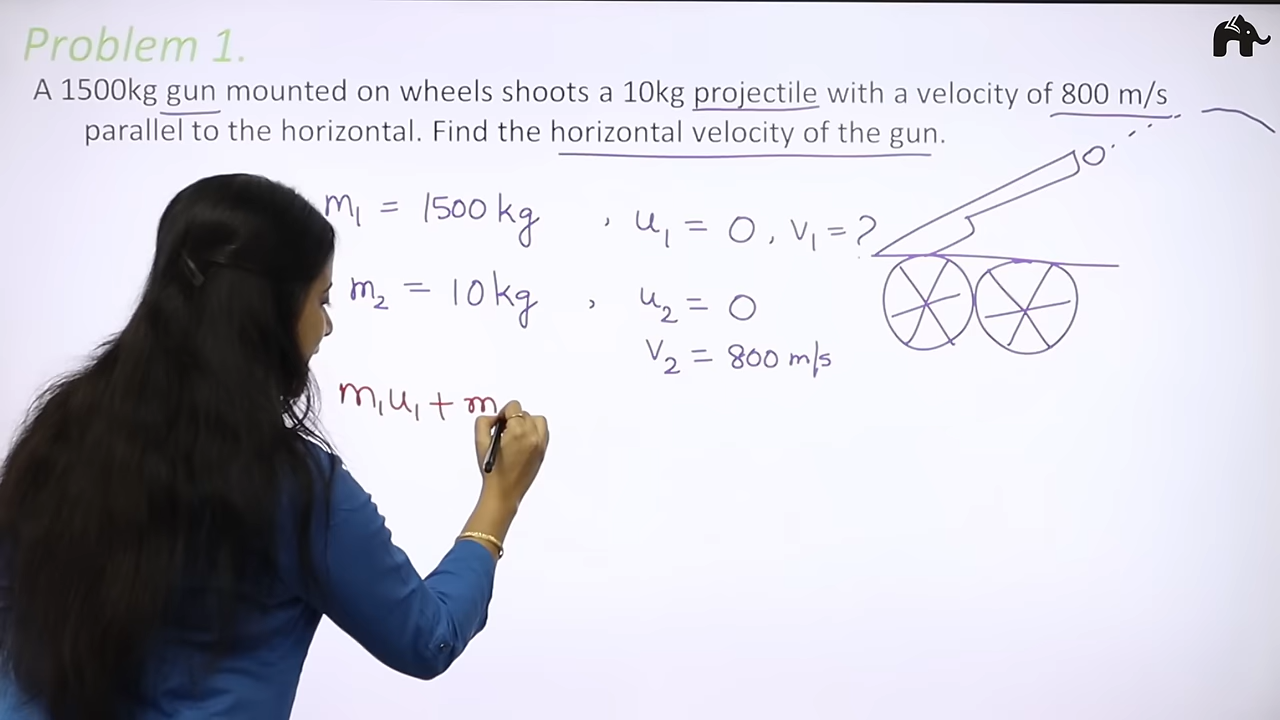 Problem 1.
A 1500kg gun mounted on wheels shoots a 10kg projectile with a velocity of 800 m/s
parallel to the horizontal. Find the horizontal velocity of the gun.
m₁ = 1500 kg , u₁ = 0, v₁ = ?
m₂ = 10 kg , u₂ = 0
v₂ = 800 m/s
m₁u₁ + m